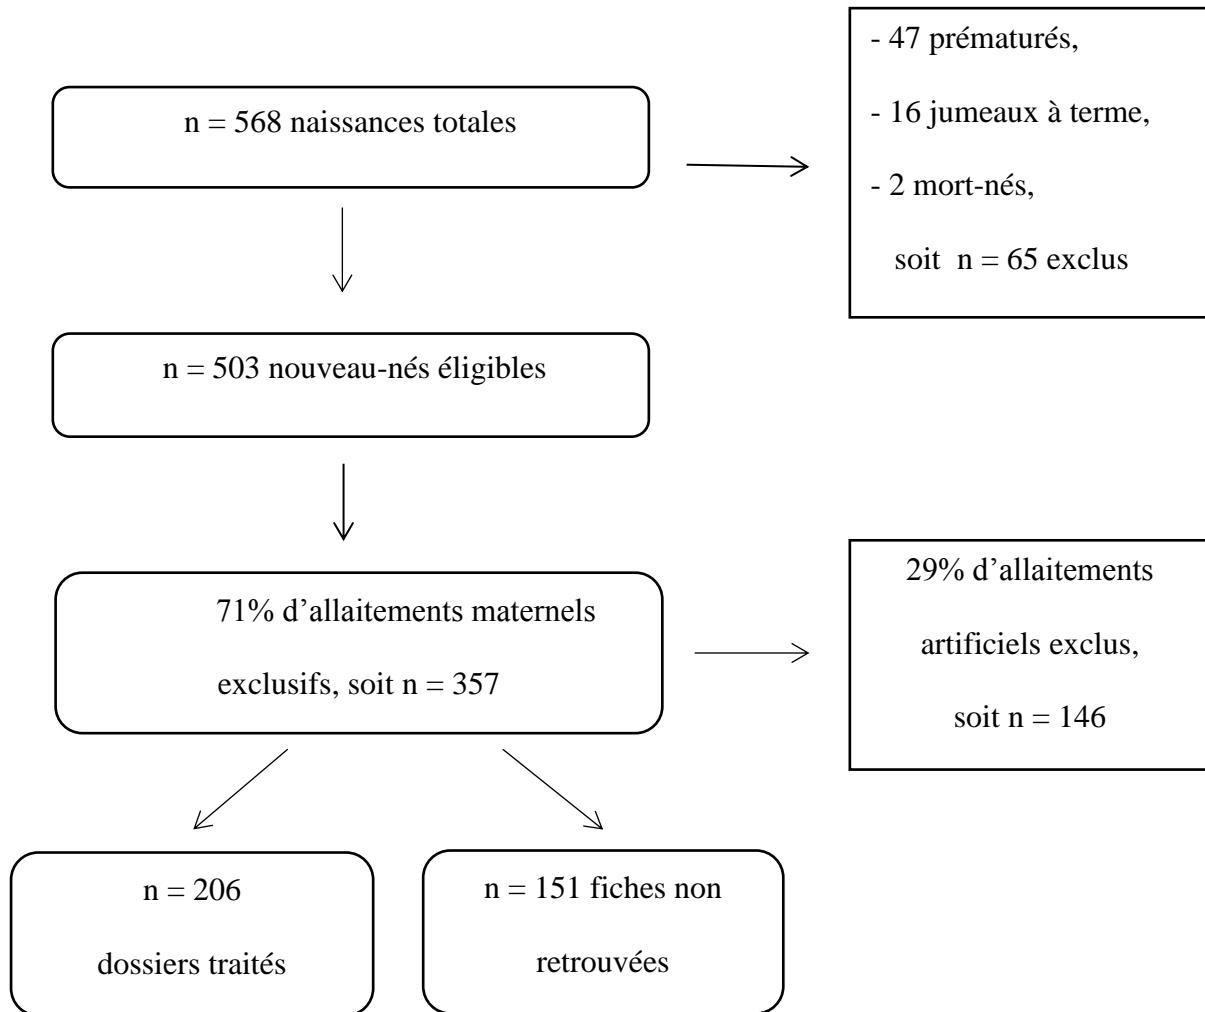 n = 568 naissances totales
- 47 prématurés,
- 16 jumeaux à terme,
- 2 mort-nés,
soit n = 65 exclus
n = 503 nouveau-nés éligibles
71% d’allaitements maternels
exclusifs, soit n = 357
29% d’allaitements
artificiels exclus,
soit n = 146
n = 206
dossiers traités
n = 151 fiches non
retrouvées